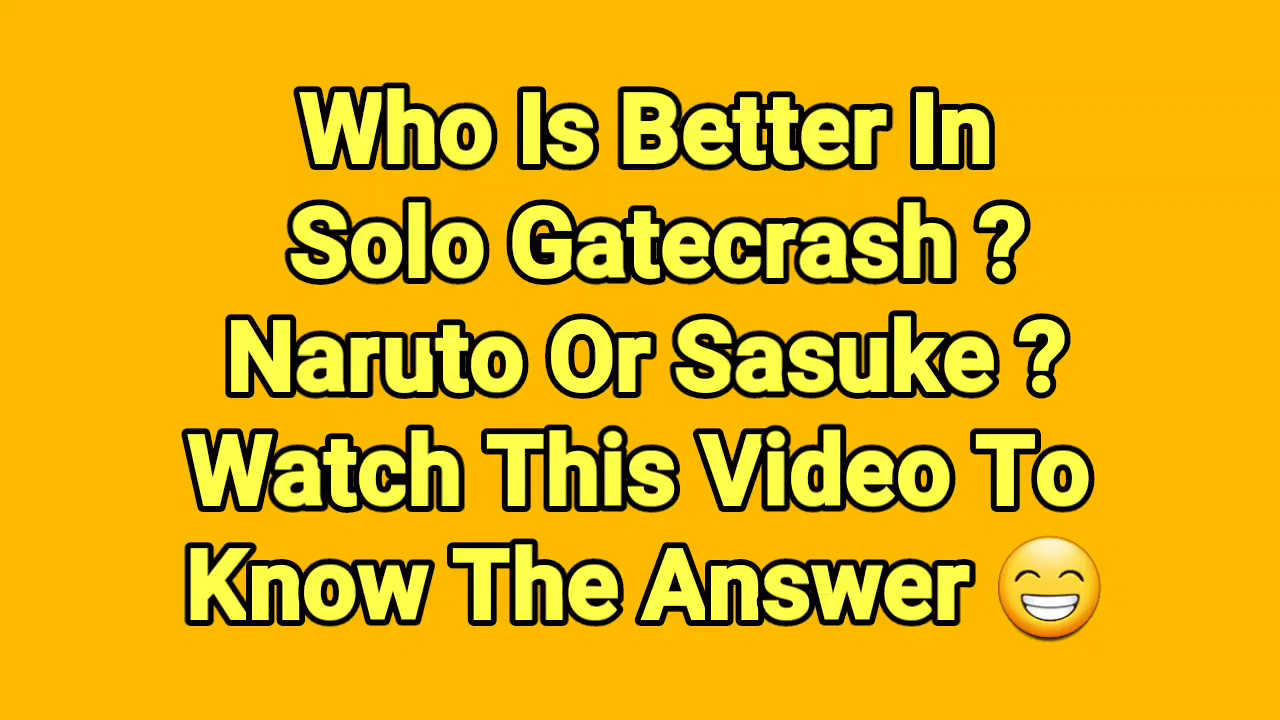 Who Is Better In
Solo Gatecrash ?
Naruto Or Sasuke ?
Watch This Video To
Know The Answer 😁